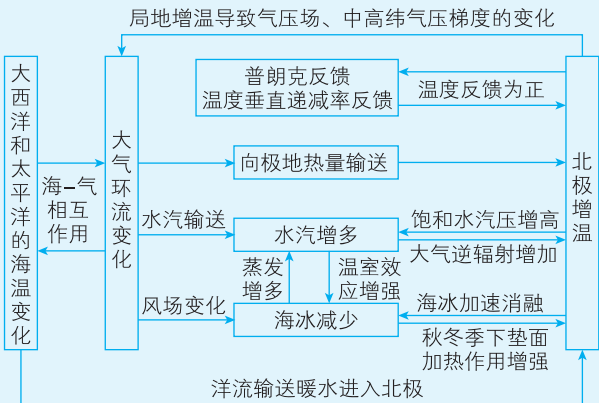 局地增温导致气压场、中高纬气压梯度的变化
大西洋和太平洋的海温变化
海-气
相互
作用
大气环流变化
普朗克反馈
温度垂直递减率反馈
温度反馈为正
向极地热量输送
水汽输送
水汽增多
饱和水汽压增高
大气逆辐射增加
蒸发
增多
温室效
应增强
风场变化
海冰减少
海冰加速消融
秋冬季下垫面
加热作用增强
北极增温
洋流输送暖水进入北极